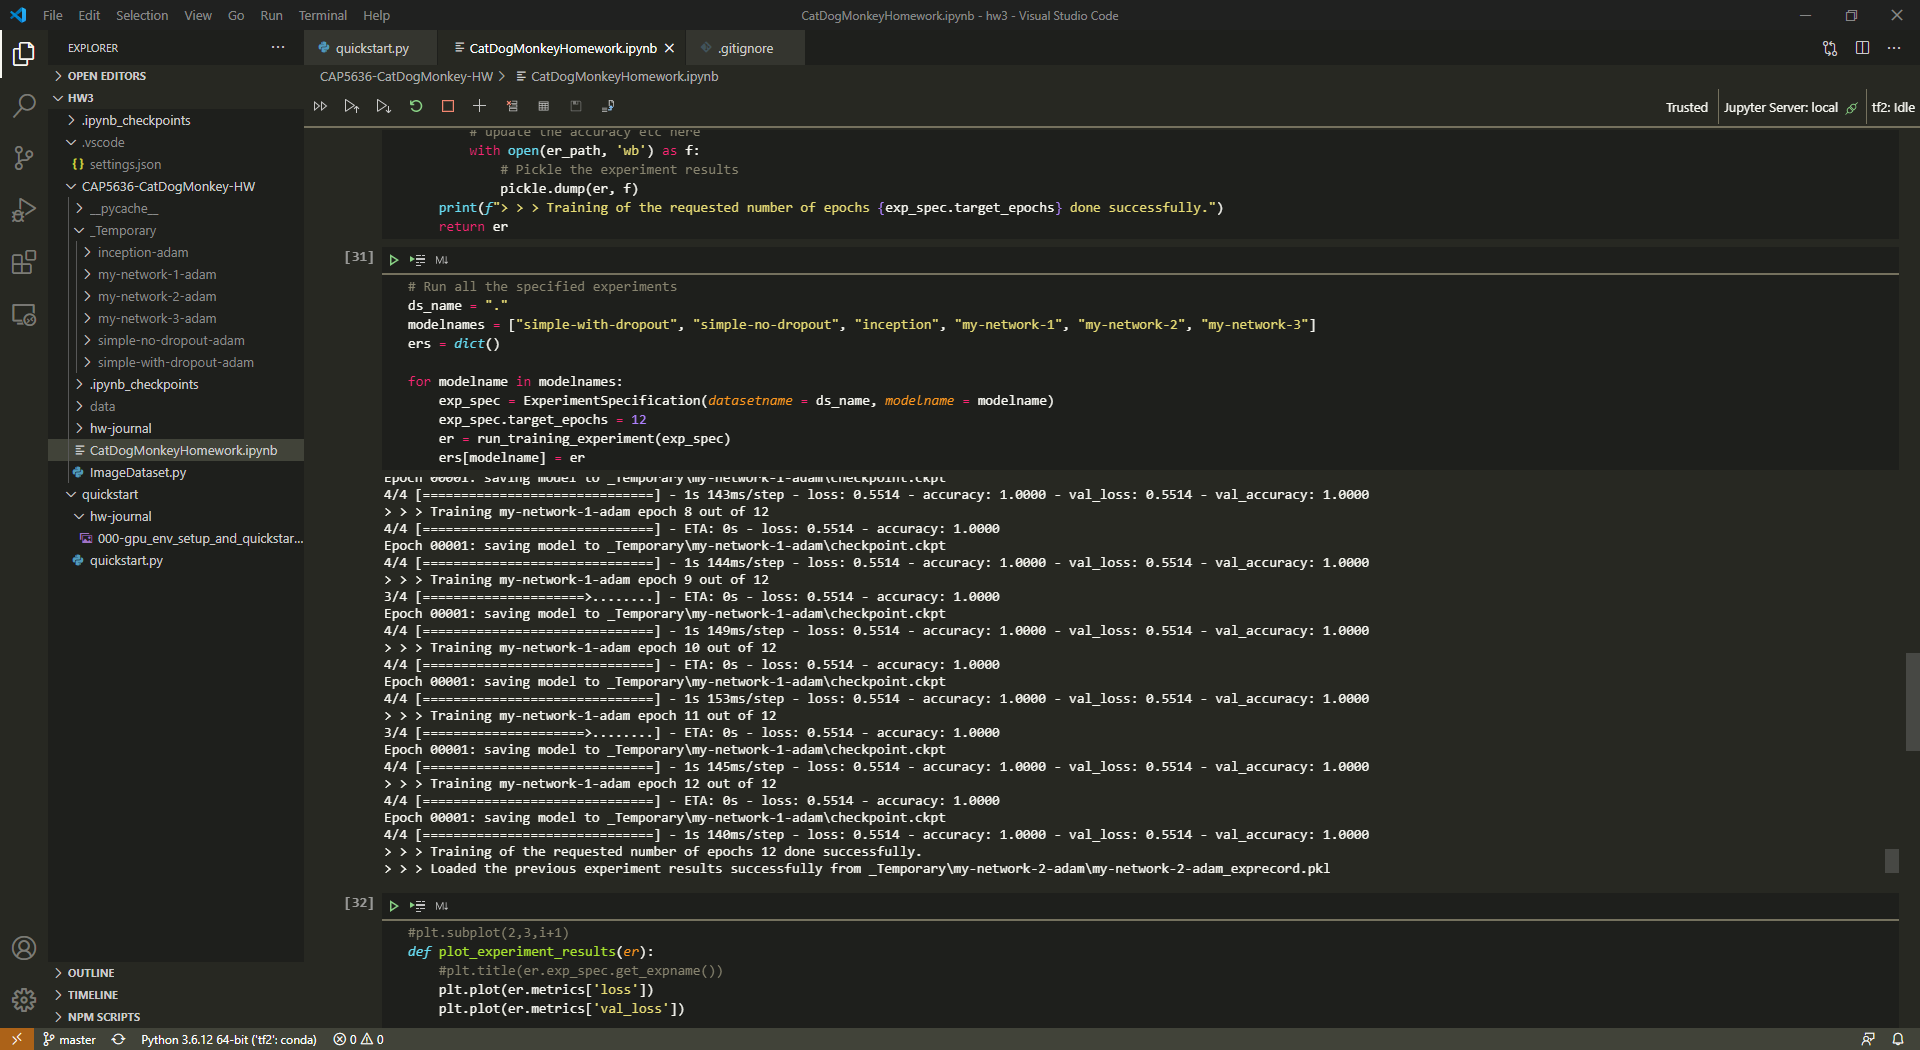 File Edit Selection View Go Run Terminal Help
CatDogMonkeyHomework.ipynb - hw3 - Visual Studio Code
EXPLORER
OPEN EDITORS
HW3
.ipynb_checkpoints
.vscode
settings.json
CAP5636-CatDogMonkey-HW
__pycache__
_Temporary
inception-adam
my-network-1-adam
my-network-2-adam
my-network-3-adam
simple-no-dropout-adam
simple-with-dropout-adam
.ipynb_checkpoints
data
hw-journal
CatDogMonkeyHomework.ipynb
ImageDataset.py
quickstart
hw-journal
000-gpu_env_setup_and_quickstar...
quickstart.py
OUTLINE
TIMELINE
NPM SCRIPTS
quickstart.py CatDogMonkeyHomework.ipynb .gitignore
CAP5636-CatDogMonkey-HW > CatDogMonkeyHomework.ipynb
Trusted Jupyter Server: local tf2: Idle
# update the accuracy etc here
with open(er_path, 'wb') as f:
# Pickle the experiment results
pickle.dump(er, f)
print(f"> > > Training of the requested number of epochs {exp_spec.target_epochs} done successfully.")
return er
[31] M↓
# Run all the specified experiments
ds_name = "."
modelnames = ["simple-with-dropout", "simple-no-dropout", "inception", "my-network-1", "my-network-2", "my-network-3"]
ers = dict()
for modelname in modelnames:
exp_spec = ExperimentSpecification(datasetname = ds_name, modelname = modelname)
exp_spec.target_epochs = 12
er = run_training_experiment(exp_spec)
ers[modelname] = er
Epoch 00001: saving model to _Temporary\my-network-1-adam\checkpoint.ckpt
4/4 [==============================] - 1s 143ms/step - loss: 0.5514 - accuracy: 1.0000 - val_loss: 0.5514 - val_accuracy: 1.0000
> > > Training my-network-1-adam epoch 8 out of 12
4/4 [==============================] - ETA: 0s - loss: 0.5514 - accuracy: 1.0000
Epoch 00001: saving model to _Temporary\my-network-1-adam\checkpoint.ckpt
4/4 [==============================] - 1s 144ms/step - loss: 0.5514 - accuracy: 1.0000 - val_loss: 0.5514 - val_accuracy: 1.0000
> > > Training my-network-1-adam epoch 9 out of 12
3/4 [=====================>........] - ETA: 0s - loss: 0.5514 - accuracy: 1.0000
Epoch 00001: saving model to _Temporary\my-network-1-adam\checkpoint.ckpt
4/4 [==============================] - 1s 149ms/step - loss: 0.5514 - accuracy: 1.0000 - val_loss: 0.5514 - val_accuracy: 1.0000
> > > Training my-network-1-adam epoch 10 out of 12
4/4 [==============================] - ETA: 0s - loss: 0.5514 - accuracy: 1.0000
Epoch 00001: saving model to _Temporary\my-network-1-adam\checkpoint.ckpt
4/4 [==============================] - 1s 153ms/step - loss: 0.5514 - accuracy: 1.0000 - val_loss: 0.5514 - val_accuracy: 1.0000
> > > Training my-network-1-adam epoch 11 out of 12
3/4 [=====================>........] - ETA: 0s - loss: 0.5514 - accuracy: 1.0000
Epoch 00001: saving model to _Temporary\my-network-1-adam\checkpoint.ckpt
4/4 [==============================] - 1s 145ms/step - loss: 0.5514 - accuracy: 1.0000 - val_loss: 0.5514 - val_accuracy: 1.0000
> > > Training my-network-1-adam epoch 12 out of 12
4/4 [==============================] - ETA: 0s - loss: 0.5514 - accuracy: 1.0000
Epoch 00001: saving model to _Temporary\my-network-1-adam\checkpoint.ckpt
4/4 [==============================] - 1s 140ms/step - loss: 0.5514 - accuracy: 1.0000 - val_loss: 0.5514 - val_accuracy: 1.0000
> > > Training of the requested number of epochs 12 done successfully.
> > > Loaded the previous experiment results successfully from _Temporary\my-network-2-adam\my-network-2-adam_exprecord.pkl
[32] M↓
#plt.subplot(2,3,i+1)
def plot_experiment_results(er):
#plt.title(er.exp_spec.get_expname())
plt.plot(er.metrics['loss'])
plt.plot(er.metrics['val_loss'])
master Python 3.6.12 64-bit ('tf2': conda) 0 0